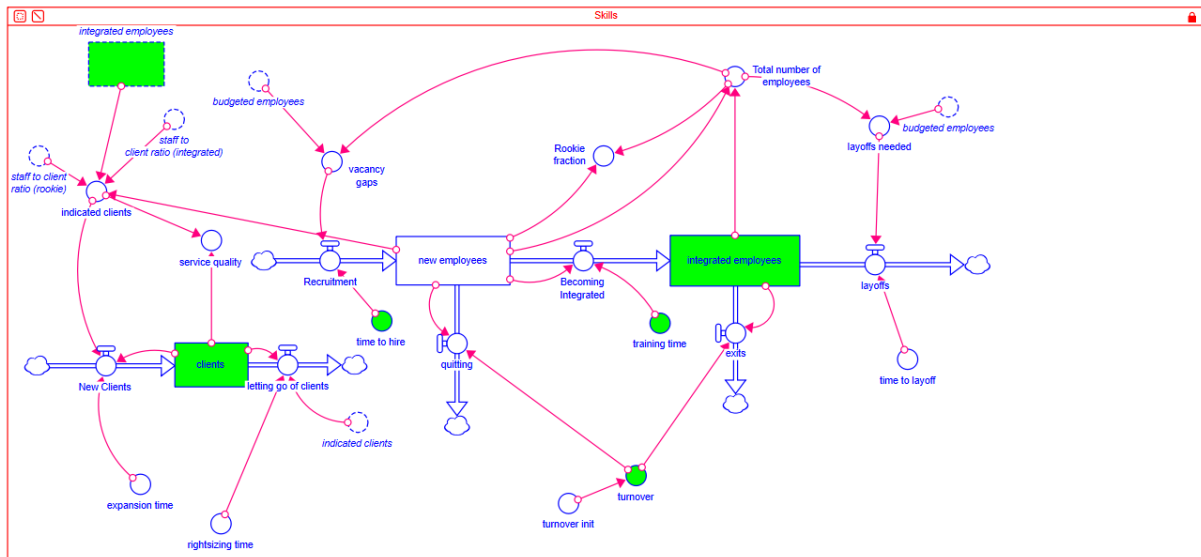 Skills
integrated employees
budgeted employees
staff to
client ratio (integrated)
staff to client
ratio (rookie)
indicated clients
service quality
vacancy
gaps
Rookie
fraction
Total number of
employees
budgeted employees
layoffs needed
Recruitment
new employees
Becoming
Integrated
integrated employees
layoffs
time to hire
training time
quitting
exits
time to layoff
New Clients
clients
letting go of clients
indicated clients
expansion time
rightsizing time
turnover init
turnover